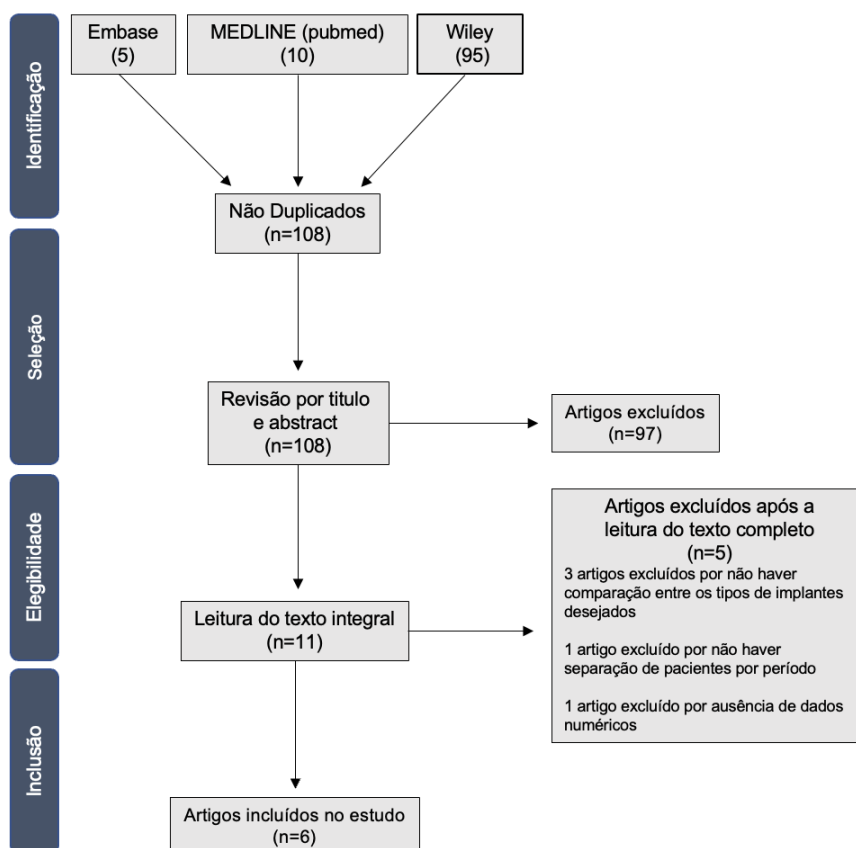 Identificação
Embase
(5)
MEDLINE (pubmed)
(10)
Wiley
(95)
Não Duplicados
(n=108)
Seleção
Revisão por titulo
e abstract
(n=108)
Artigos excluídos
(n=97)
Elegibilidade
Leitura do texto integral
(n=11)
Artigos excluídos após a
leitura do texto completo
(n=5)
3 artigos excluídos por não haver
comparação entre os tipos de implantes
desejados
1 artigo excluído por não haver
separação de pacientes por período
1 artigo excluído por ausência de dados
numéricos
Inclusão
Artigos incluídos no estudo
(n=6)